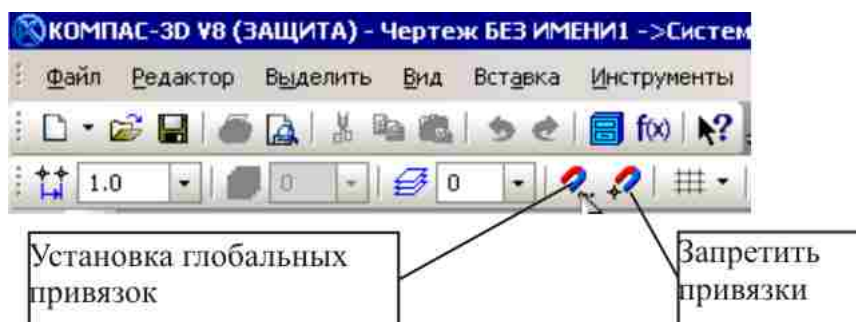 КОМПАС-3D V8 (ЗАЩИТА) - Чертеж БЕЗ ИМЕНИ1 ->Систем
Файл Редактор Выделить Вид Вставка Инструменты
f(x) ?
1.0 0 0
Установка глобальных
привязок
Запретить
привязки